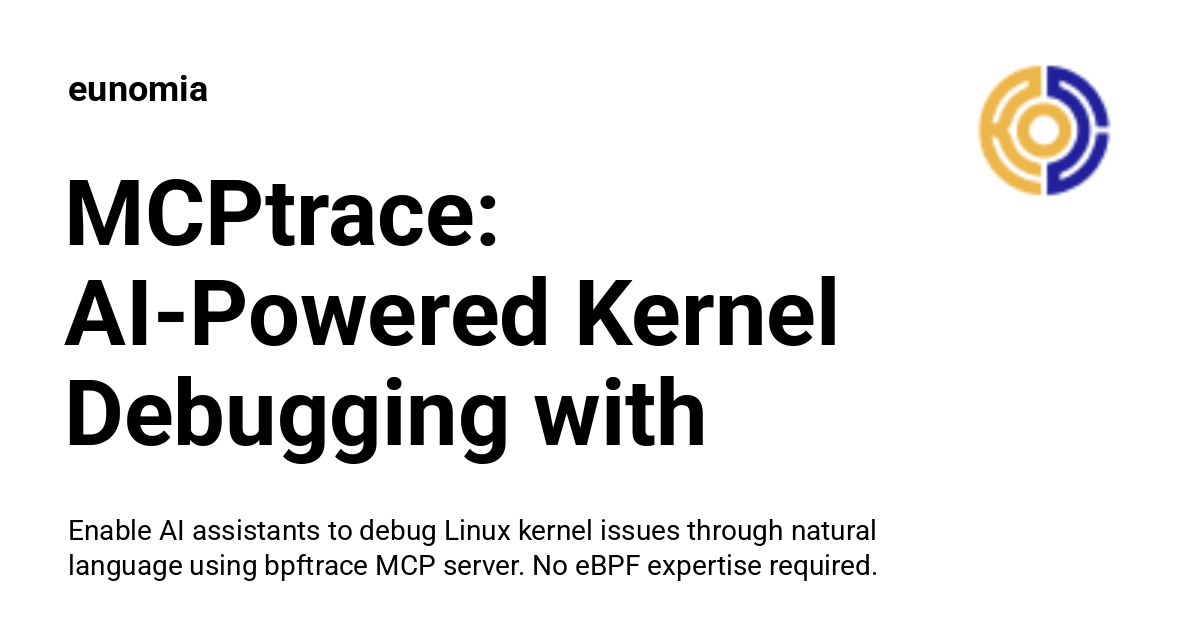 eunomia
MCPtrace:
AI-Powered Kernel
Debugging with
Enable AI assistants to debug Linux kernel issues through natural
language using bpftrace MCP server. No eBPF expertise required.